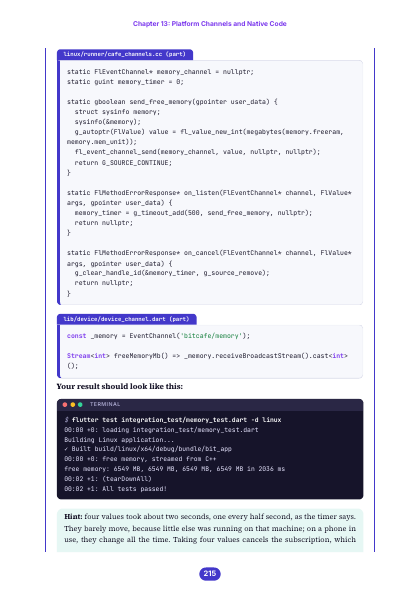 Chapter 13: Platform Channels and Native Code
linux/runner/cafe_channels.cc (part)
static FlEventChannel* memory_channel = nullptr;
static guint memory_timer = 0;
static gboolean send_free_memory(gpointer user_data) {
  struct sysinfo memory;
  sysinfo(&memory);
  g_autoptr(FlValue) value = fl_value_new_int(megabytes(memory.freeram,
memory.mem_unit));
  fl_event_channel_send(memory_channel, value, nullptr, nullptr);
  return G_SOURCE_CONTINUE;
}
static FlMethodErrorResponse* on_listen(FlEventChannel* channel, FlValue*
args, gpointer user_data) {
  memory_timer = g_timeout_add(500, send_free_memory, nullptr);
  return nullptr;
}
static FlMethodErrorResponse* on_cancel(FlEventChannel* channel, FlValue*
args, gpointer user_data) {
  g_clear_handle_id(&memory_timer, g_source_remove);
  return nullptr;
}
lib/device/device_channel.dart (part)
const _memory = EventChannel('bitcafe/memory');
Stream<int> freeMemoryMb() => _memory.receiveBroadcastStream().cast<int>
();
Your result should look like this:
TERMINAL
$ flutter test integration_test/memory_test.dart -d linux
00:00 +0: loading integration_test/memory_test.dart
Building Linux application...
✓ Built build/linux/x64/debug/bundle/bit_app
00:00 +0: free memory, streamed from C++
free memory: 6549 MB, 6549 MB, 6549 MB, 6549 MB in 2036 ms
00:02 +1: (tearDownAll)
00:02 +1: All tests passed!
Hint: four values took about two seconds, one every half second, as the timer says.
They barely move, because little else was running on that machine; on a phone in
use, they change all the time. Taking four values cancels the subscription, which
215